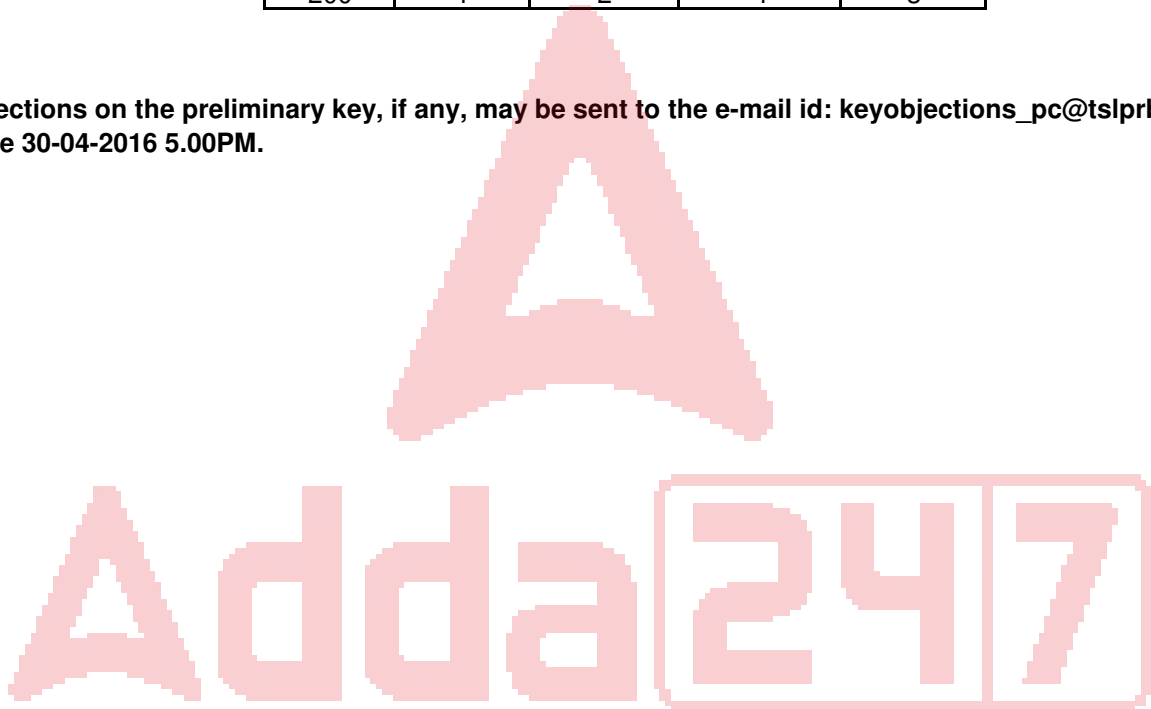 ections on the preliminary key, if any, may be sent to the e-mail id: keyobjections_pc@tslprb
e 30-04-2016 5.00PM.
Adda247